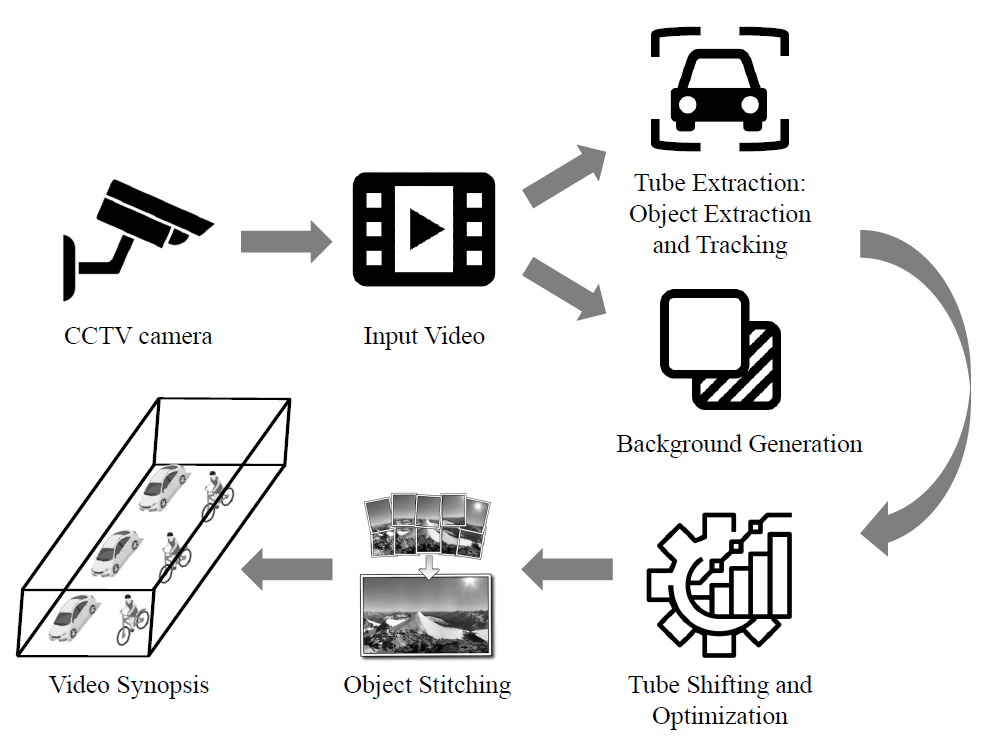 CCTV camera
Input Video
Tube Extraction:
Object Extraction
and Tracking
Background Generation
Tube Shifting and
Optimization
Object Stitching
Video Synopsis